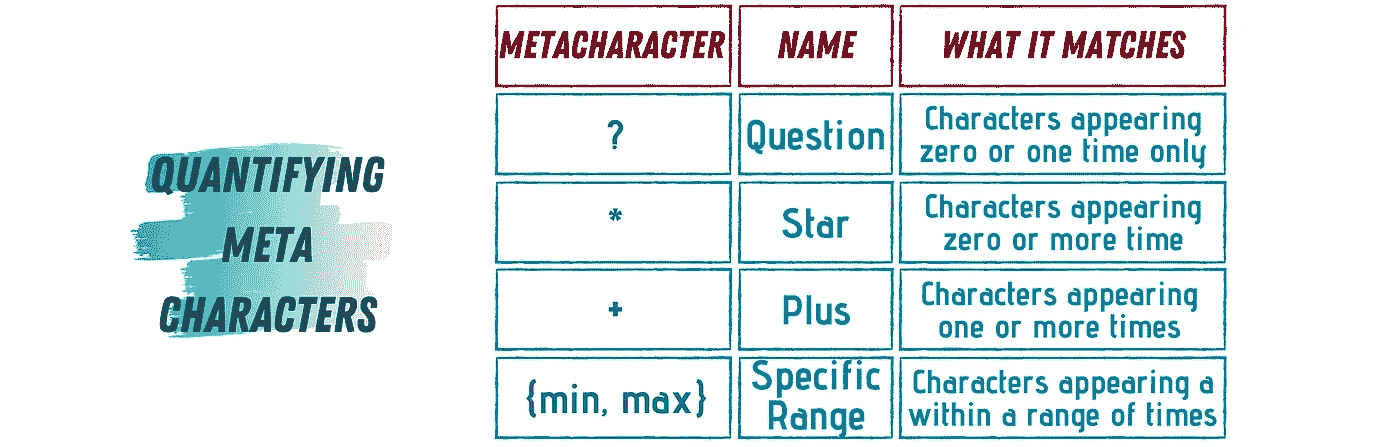 QUANTIFYING
META
CHARACTERS
METACHARACTER NAME WHAT IT MATCHES
? Question Characters appearing
zero or one time only
* Star Characters appearing
zero or more time
+ Plus Characters appearing
one or more times
{min, max} Specific
Range Characters appearing a
within a range of times